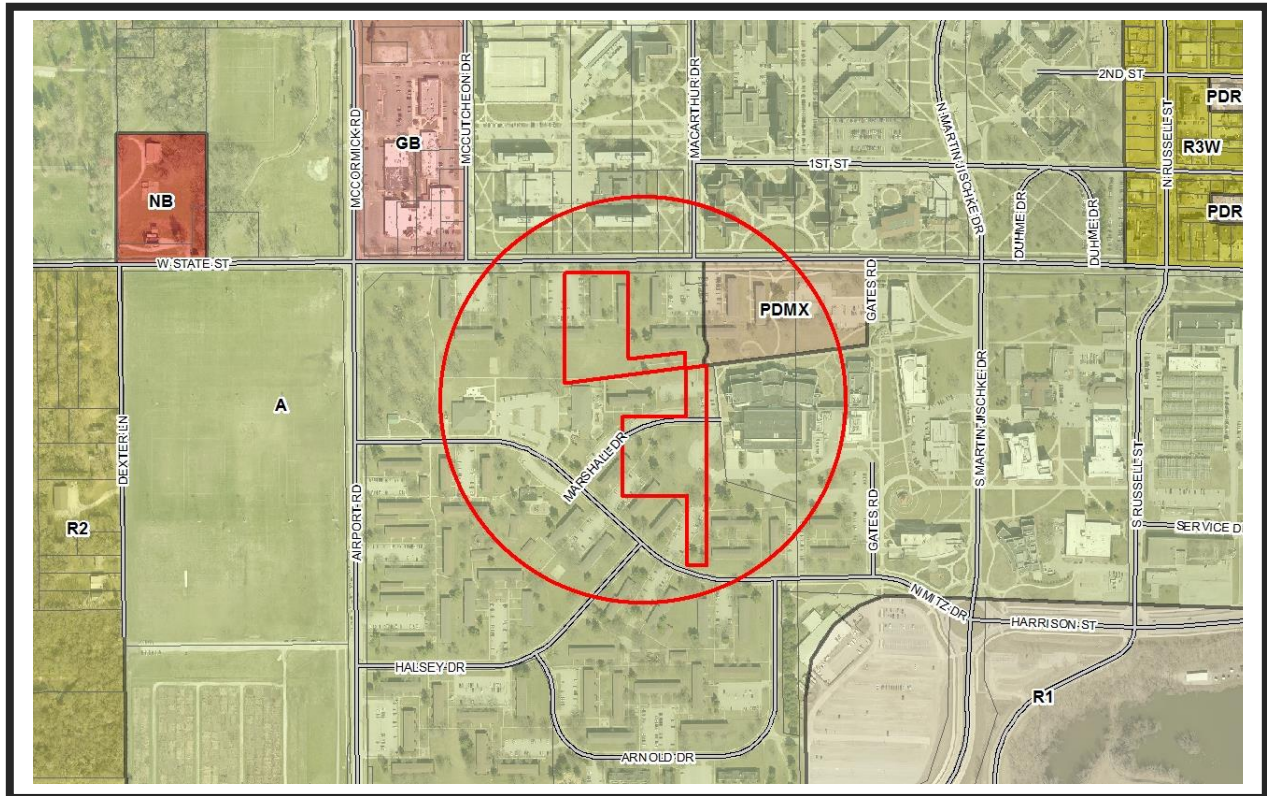 2ND ST
PDR
GB
MCCORMICK RD
MCCUTCHEON DR
MACARTHUR DR
N MARTIN JISCHKE DR
N RUSSELL ST
R3W
1ST ST
NB
DUHME DR
DUHME DR
PDR
W STATE ST
PDMX
GATES RD
A
DEXTER LN
AIRPORT RD
MARSHALL DR
S MARTIN JISCHKE DR
S RUSSELL ST
R2
GATES RD
SERVICE D
NIMITZ DR
HARRISON ST
HALSEY DR
R1
ARNOLD DR